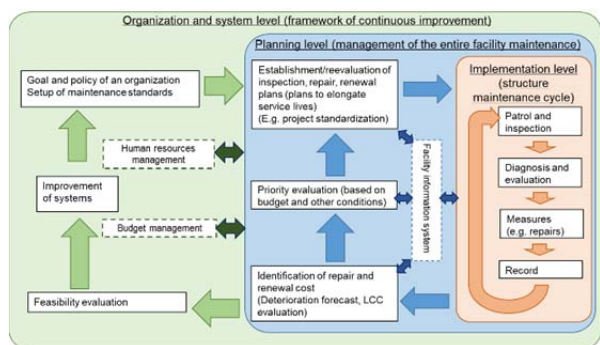 Organization and system level (framework of continuous improvement)
Planning level (management of the entire facility maintenance)
Goal and policy of an organization
Setup of maintenance standards
Establishment/reevaluation of
inspection, repair, renewal
plans (plans to elongate
service lives)
(E.g. project standardization)
Implementation level
(structure
maintenance cycle)
Patrol and
inspection
Human resources
management
Facility information
system
Diagnosis and
evaluation
Improvement
of systems
Priority evaluation (based on
budget and other conditions)
Measures
(e.g. repairs)
Budget management
Record
Identification of repair and
renewal cost
(Deterioration forecast, LCC
evaluation)
Feasibility evaluation